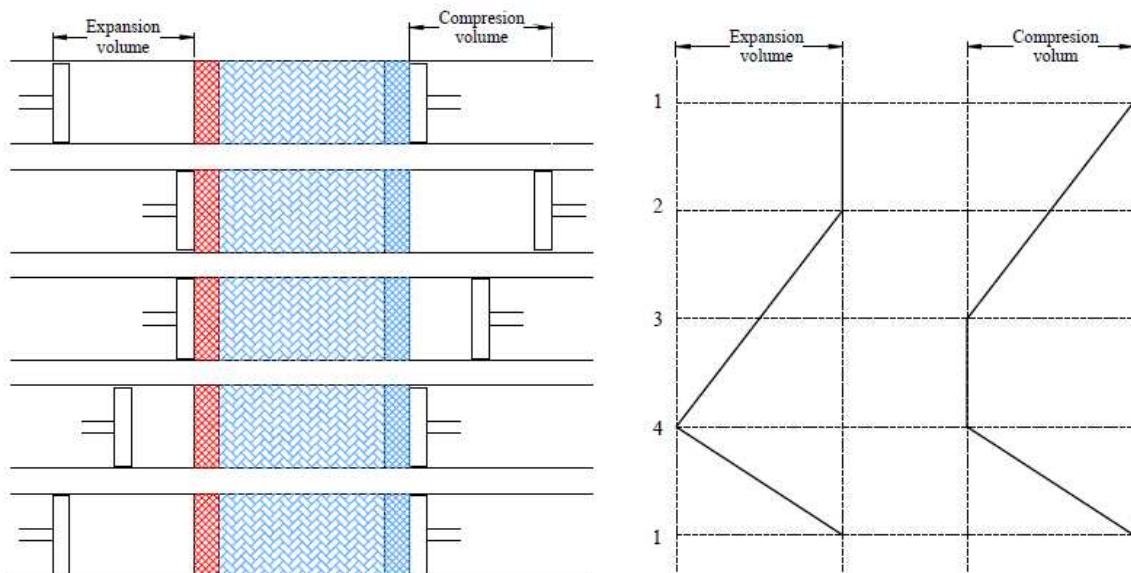 Expansion
volume
Compresion
volume
Expansion
volume
Compresion
volum
1
2
3
4
1